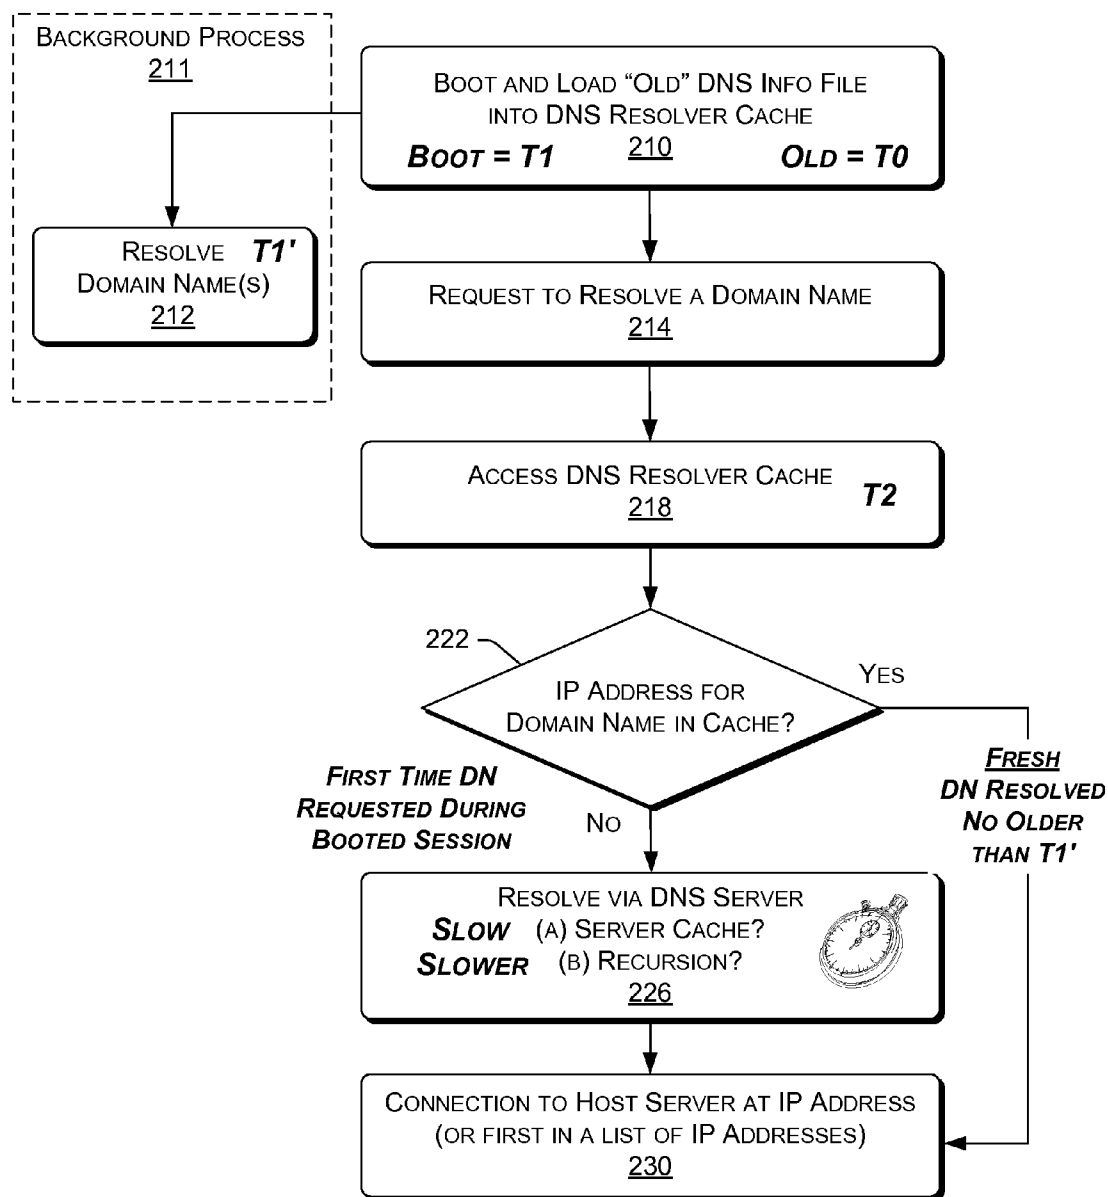 BACKGROUND PROCESS
211
BOOT AND LOAD “OLD” DNS INFO FILE
INTO DNS RESOLVER CACHE
210
BOOT = T1
OLD = T0
RESOLVE
T1'
DOMAIN NAME(S)
212
REQUEST TO RESOLVE A DOMAIN NAME
214
ACCESS DNS RESOLVER CACHE
218
T2
222
IP ADDRESS FOR
DOMAIN NAME IN CACHE?
YES
FRESH
DN RESOLVED
NO OLDER
THAN T1'
FIRST TIME DN
REQUESTED DURING
BOOTED SESSION
NO
RESOLVE VIA DNS SERVER
SLOW (A) SERVER CACHE?
SLOWER (B) RECURSION?
226
CONNECTION TO HOST SERVER AT IP ADDRESS
(OR FIRST IN A LIST OF IP ADDRESSES)
230